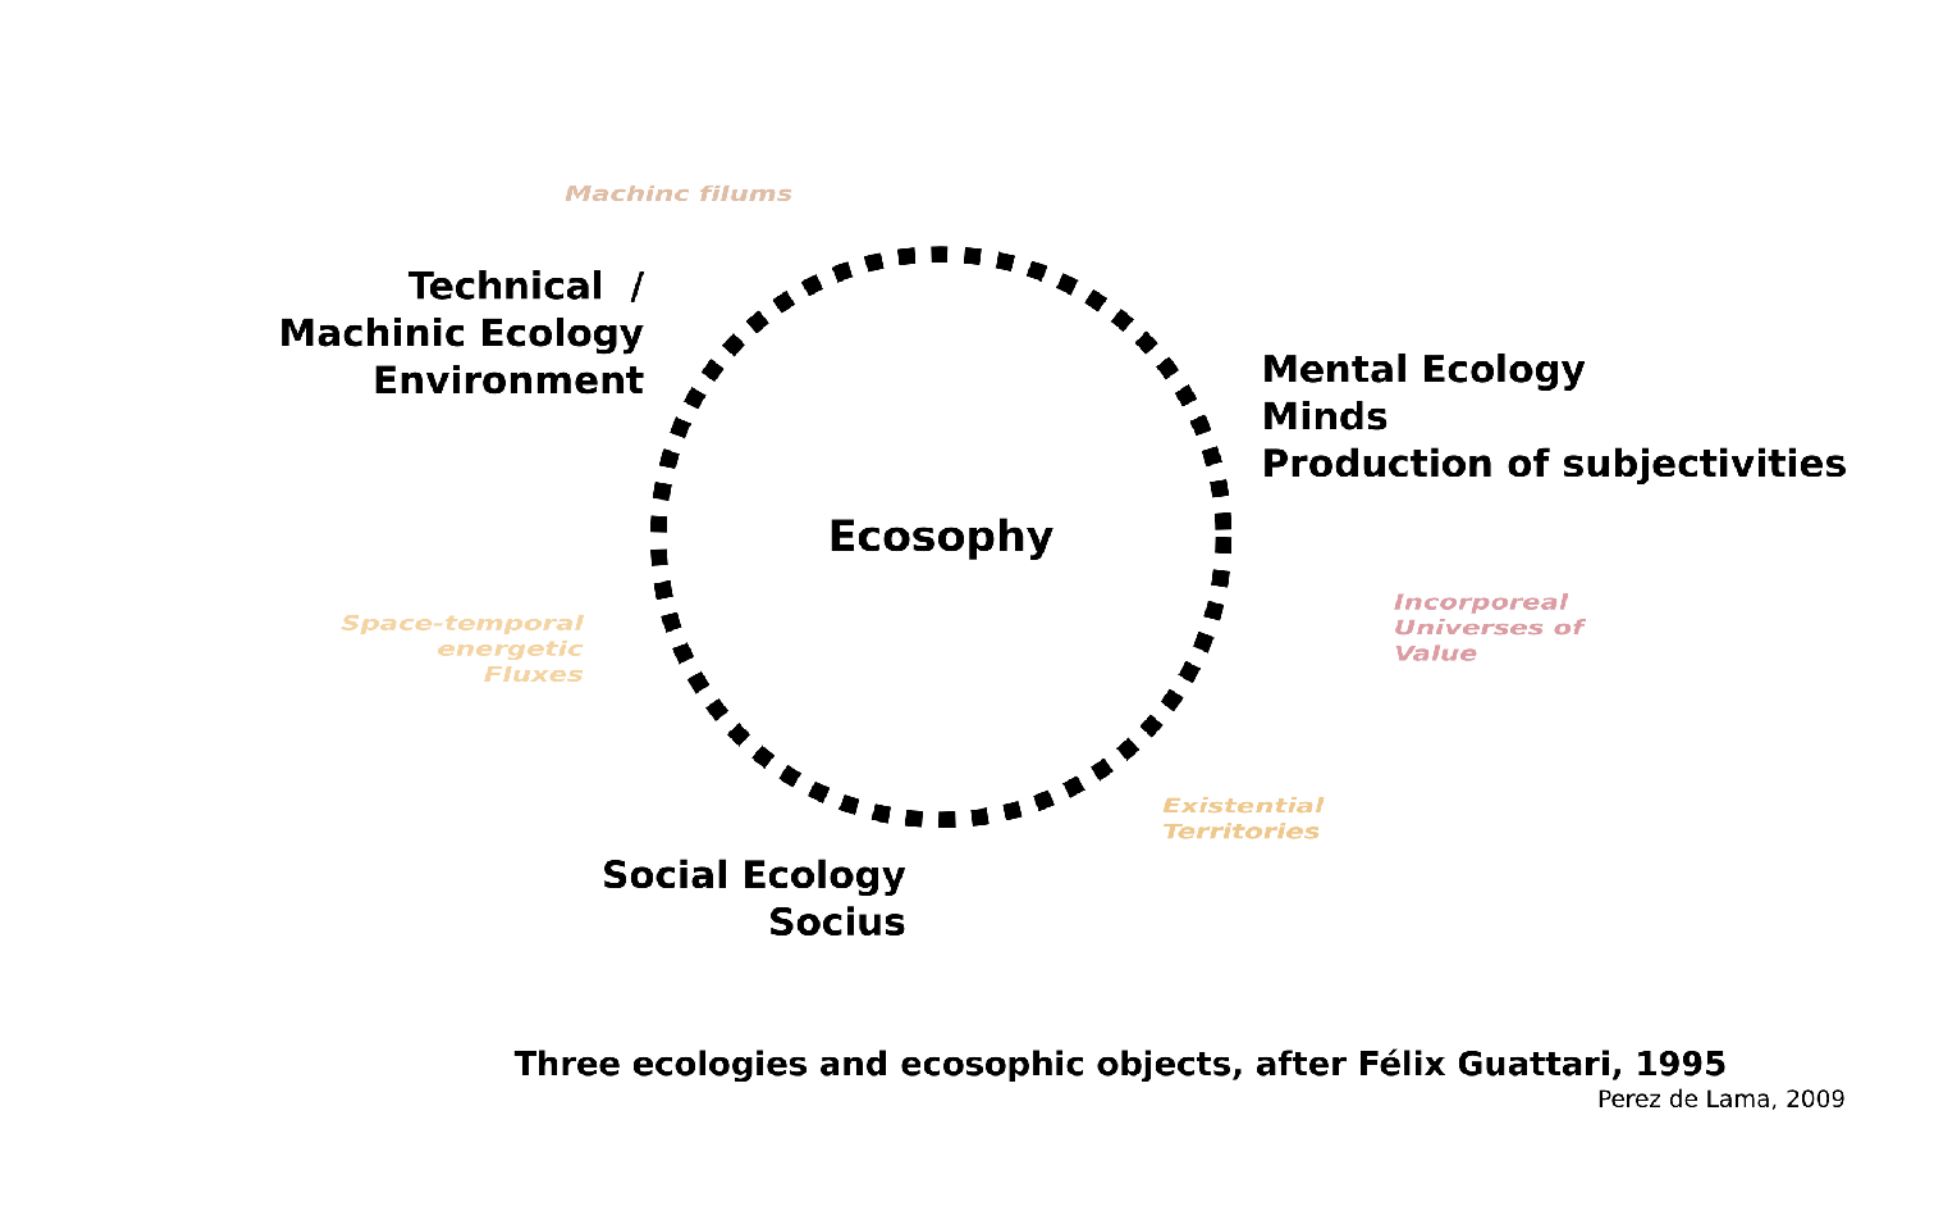 Machinc filums
Technical /
Machinic Ecology
Environment
Mental Ecology
Minds
Production of subjectivities
Ecosophy
Space-temporal
energetic
Fluxes
Incorporeal
Universes of
Value
Existential
Territories
Social Ecology
Socius
Three ecologies and ecosophic objects, after Félix Guattari, 1995
Perez de Lama, 2009